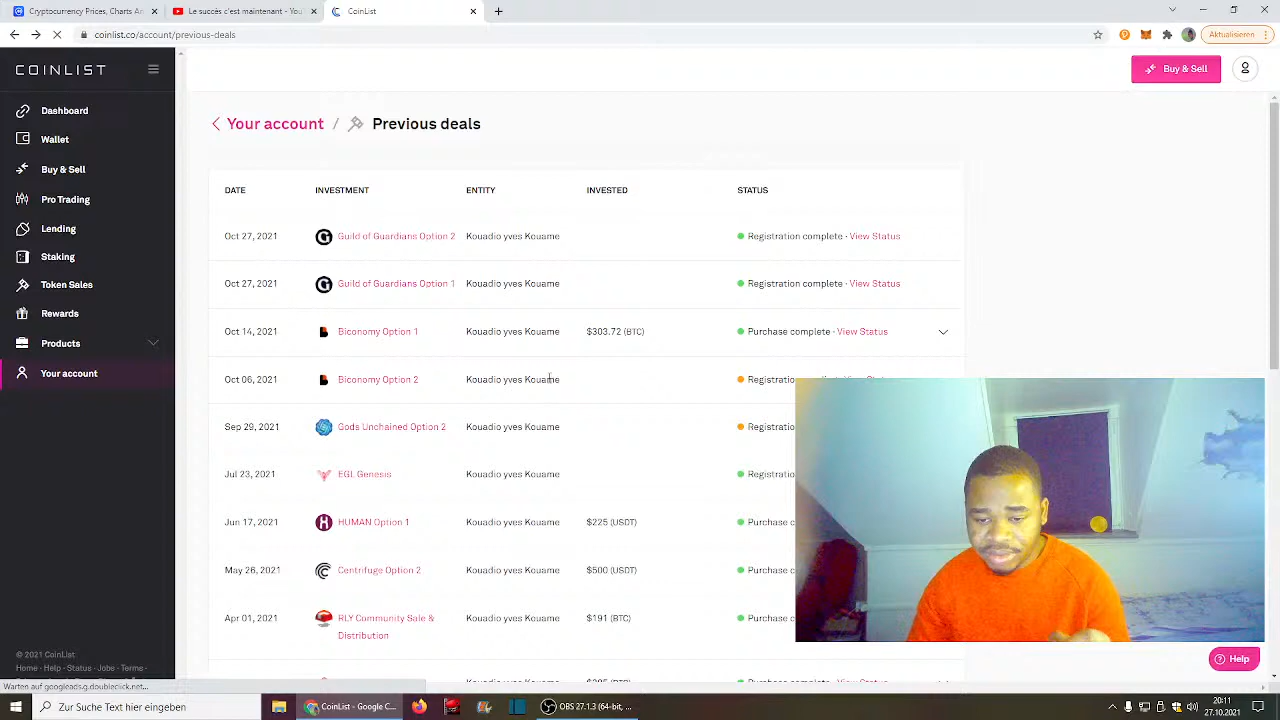 Cryptocurrency Prices, Charts An
Le succès c'est maintenant - You
CoinList
coinlist.co/account/previous-deals
Aktualisieren
COINLIST
Buy & Sell
Dashboard
Wallet
Buy & Sell
Pro Trading
Lending
Staking
Token Sales
Rewards
Products
Your account
© 2021 CoinList
Home - Help - Status - Jobs - Terms -
Your account / Previous deals
DATE INVESTMENT ENTITY INVESTED STATUS
Oct 27, 2021 Guild of Guardians Option 2 Kouadio yves Kouame Registration complete · View Status
Oct 27, 2021 Guild of Guardians Option 1 Kouadio yves Kouame Registration complete · View Status
Oct 14, 2021 Biconomy Option 1 Kouadio yves Kouame $303.72 (BTC) Purchase complete · View Status
Oct 06, 2021 Biconomy Option 2 Kouadio yves Kouame Registratio
Sep 29, 2021 Gods Unchained Option 2 Kouadio yves Kouame Registratio
Jul 23, 2021 EGL Genesis Kouadio yves Kouame Registratio
Jun 17, 2021 HUMAN Option 1 Kouadio yves Kouame $225 (USDT) Purchase c
May 26, 2021 Centrifuge Option 2 Kouadio yves Kouame $500 (USDT) Purchase c
Apr 01, 2021 RLY Community Sale & Kouadio yves Kouame $191 (BTC) Purchase c
Distribution
Help
Warten auf googleads.g.doubleclick.net...
Zur Suche Text hier eingeben
CoinList - Google C...
OBS 27.1.3 (64-bit...
20:11
27.10.2021